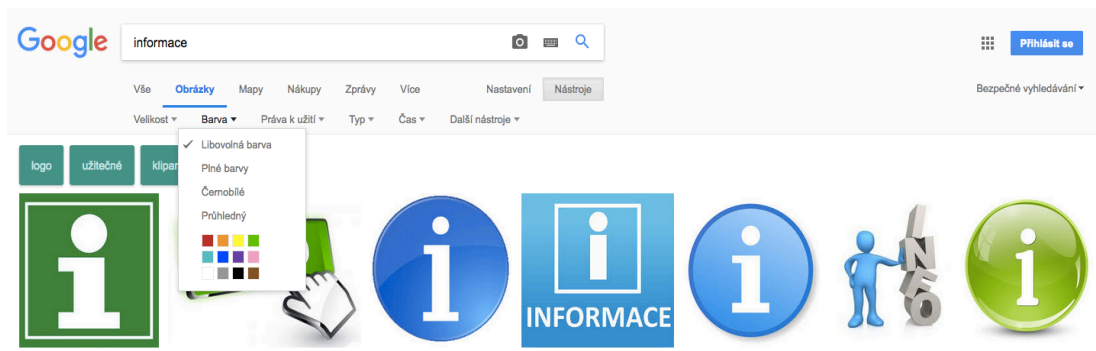 Google informace Přihlásit se
Vše Obrázky Mapy Nákupy Zprávy Více Nastavení Nástroje Bezpečné vyhledávání
Velikost Barva Práva k užití Typ Čas Další nástroje
Libovolná barva
Plné barvy
Černobílé
Průhledný
logo užitečné
i i i i i
INFORMACE
INFO